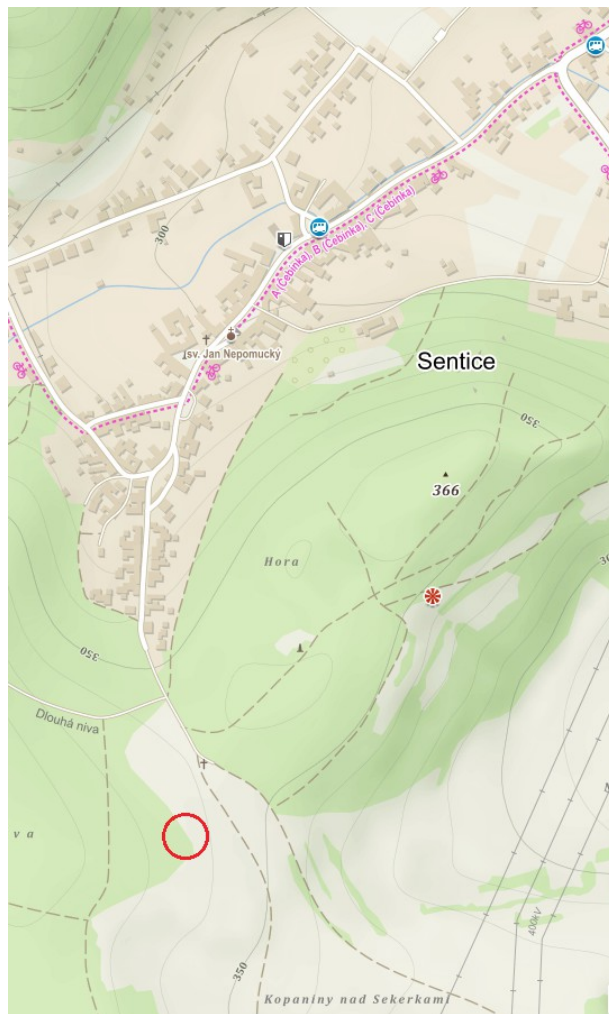 300
A (Čebínka), B (Čebínka), C (Čebínka)
sv. Jan Nepomucký
Sentice
350
366
Hora
350
Dlouhá niva
v a
350
400kV
Kopaniny nad Sekerkami